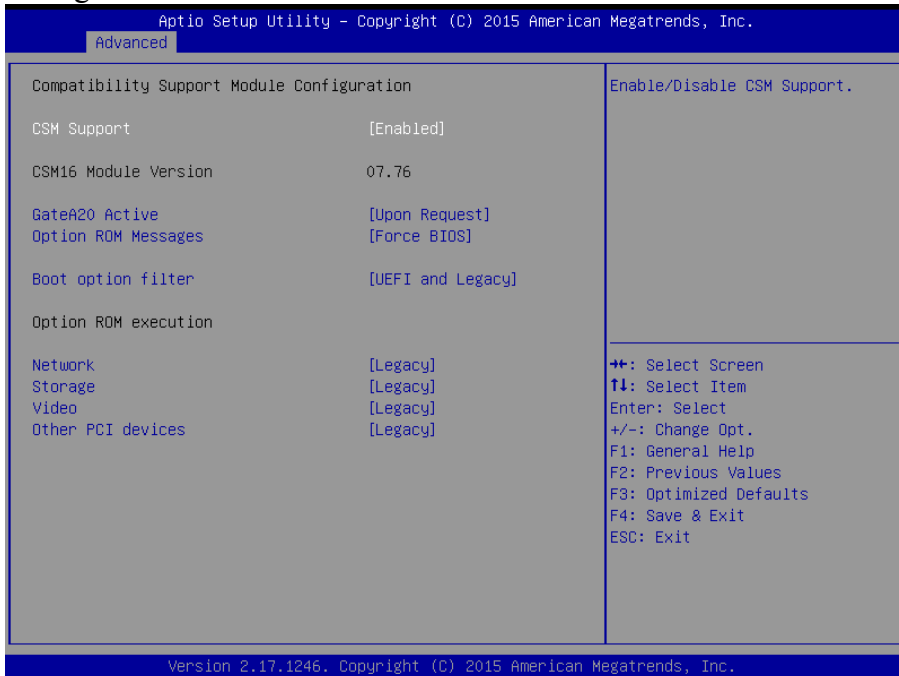 Aptio Setup Utility – Copyright (C) 2015 American Megatrends, Inc.
Advanced
Compatibility Support Module Configuration
CSM Support [Enabled]
CSM16 Module Version 07.76
GateA20 Active [Upon Request]
Option ROM Messages [Force BIOS]
Boot option filter [UEFI and Legacy]
Option ROM execution
Network [Legacy]
Storage [Legacy]
Video [Legacy]
Other PCI devices [Legacy]
Enable/Disable CSM Support.
→←: Select Screen
↑↓: Select Item
Enter: Select
+/-: Change Opt.
F1: General Help
F2: Previous Values
F3: Optimized Defaults
F4: Save & Exit
ESC: Exit
Version 2.17.1246. Copyright (C) 2015 American Megatrends, Inc.